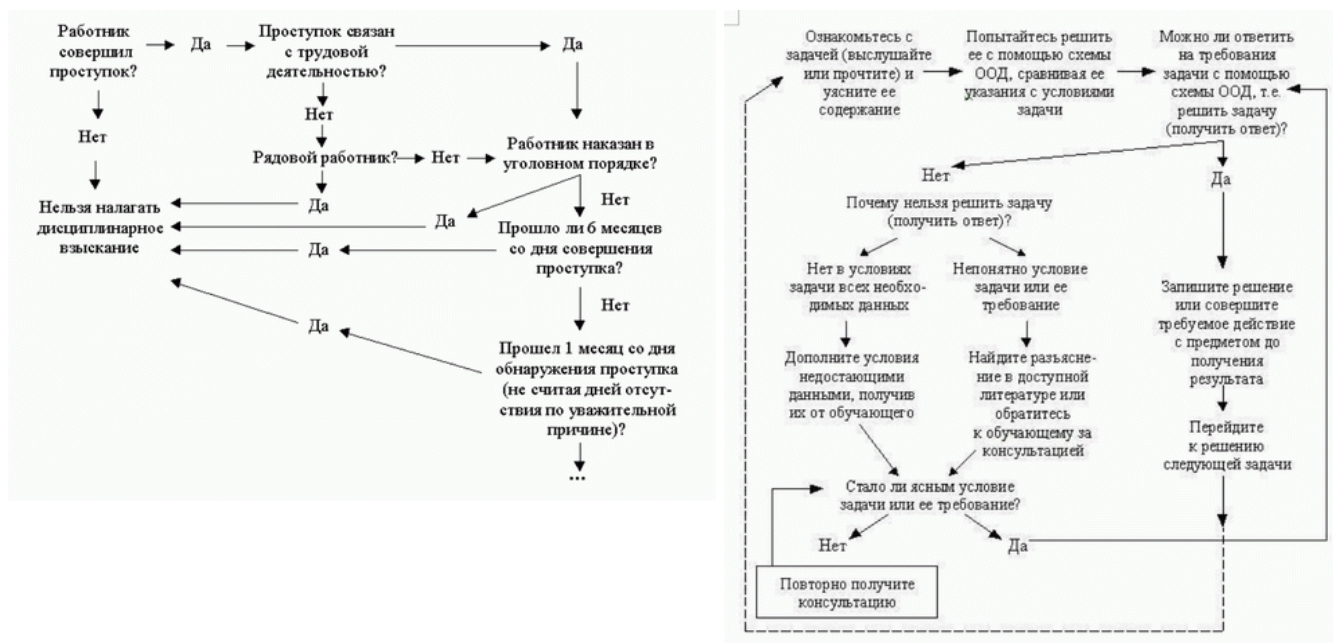 Работник
совершил
проступок?
Да
Проступок связан
с трудовой
деятельностью?
Да
Нет
Нет
Рядовой работник?
Нет
Работник наказан в
уголовном порядке?
Да
Нет
Нельзя налагать
дисциплинарное
взыскание
Да
Прошло ли 6 месяцев
со дня совершения
проступка?
Да
Нет
Да
Прошел 1 месяц со дня
обнаружения проступка
(не считая дней отсут-
ствия по уважительной
причине)?
...
Ознакомьтесь с
задачей (выслушайте
или прочтите) и
уясните ее
содержание
Попытайтесь решить
ее с помощью схемы
ООД, сравнивая ее
указания с условиями
задачи
Можно ли ответить
на требования
задачи с помощью
схемы ООД, т.е.
решить задачу
(получить ответ)?
Нет
Да
Почему нельзя решить задачу
(получить ответ)?
Нет в условиях
задачи всех необхо-
димых данных
Непонятно условие
задачи или ее
требование
Запишите решение
или совершите
требуемое действие
с предметом до
получения
результата
Дополните условия
недостающими
данными, получив
их от обучающего
Найдите разъясне-
ние в доступной
литературе или
обратитесь
к обучающему за
консультацией
Перейдите
к решению
следующей задачи
Стало ли ясным условие
задачи или ее требование?
Нет
Да
Повторно получите
консультацию